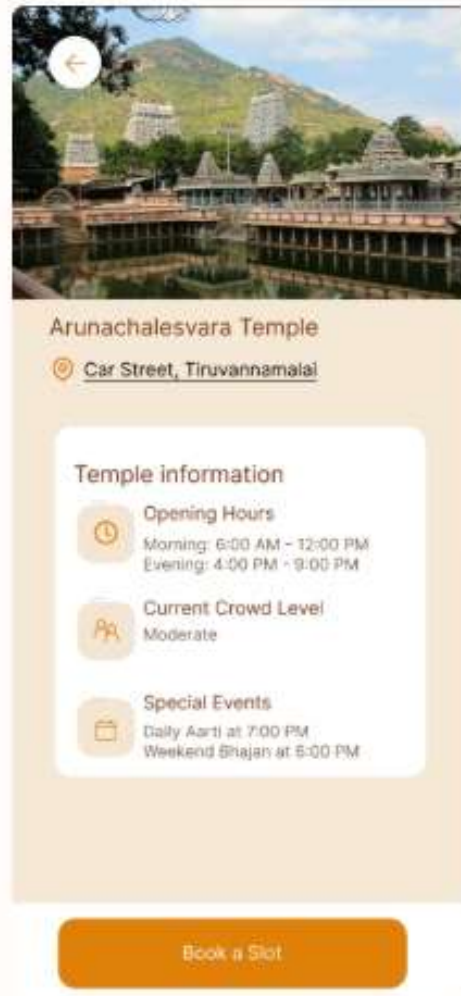 Arunachalesvara Temple
Car Street, Tiruvannamalai
Temple information
Opening Hours
Morning: 6:00 AM - 12:00 PM
Evening: 4:00 PM - 9:00 PM
Current Crowd Level
Moderate
Special Events
Daily Aarti at 7:00 PM
Weekend Bhajan at 6:00 PM
Book a Slot